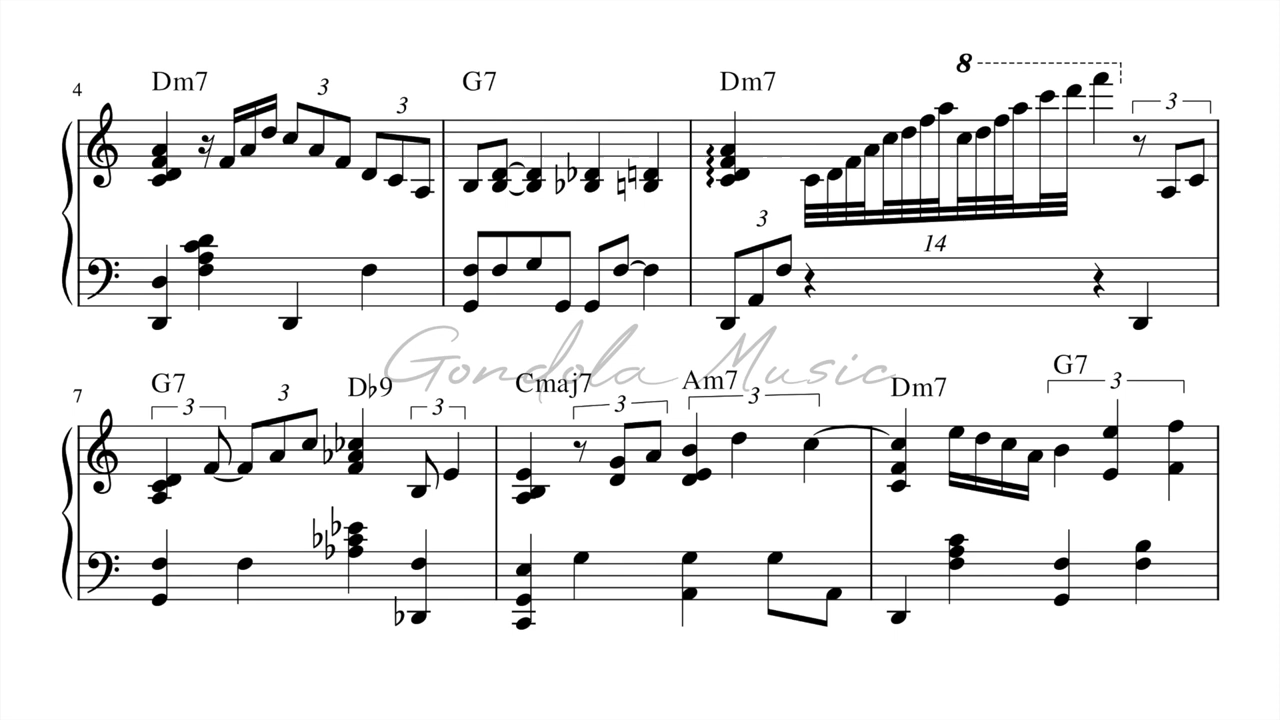 8
4 Dm7 3 3 G7 Dm7 3
3 14
Gondola Music
7 G7 3 3 D♭9 3 Cmaj7 3 Am7 3 Dm7 G7 3